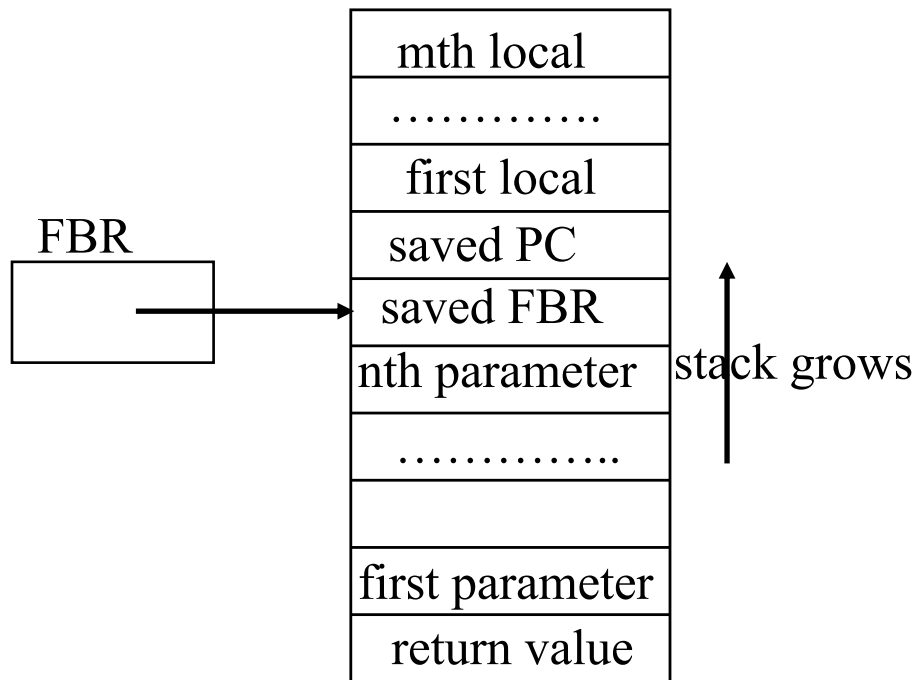 mth local
………….
first local
FBR
saved PC
saved FBR
nth parameter
stack grows
…………..
first parameter
return value